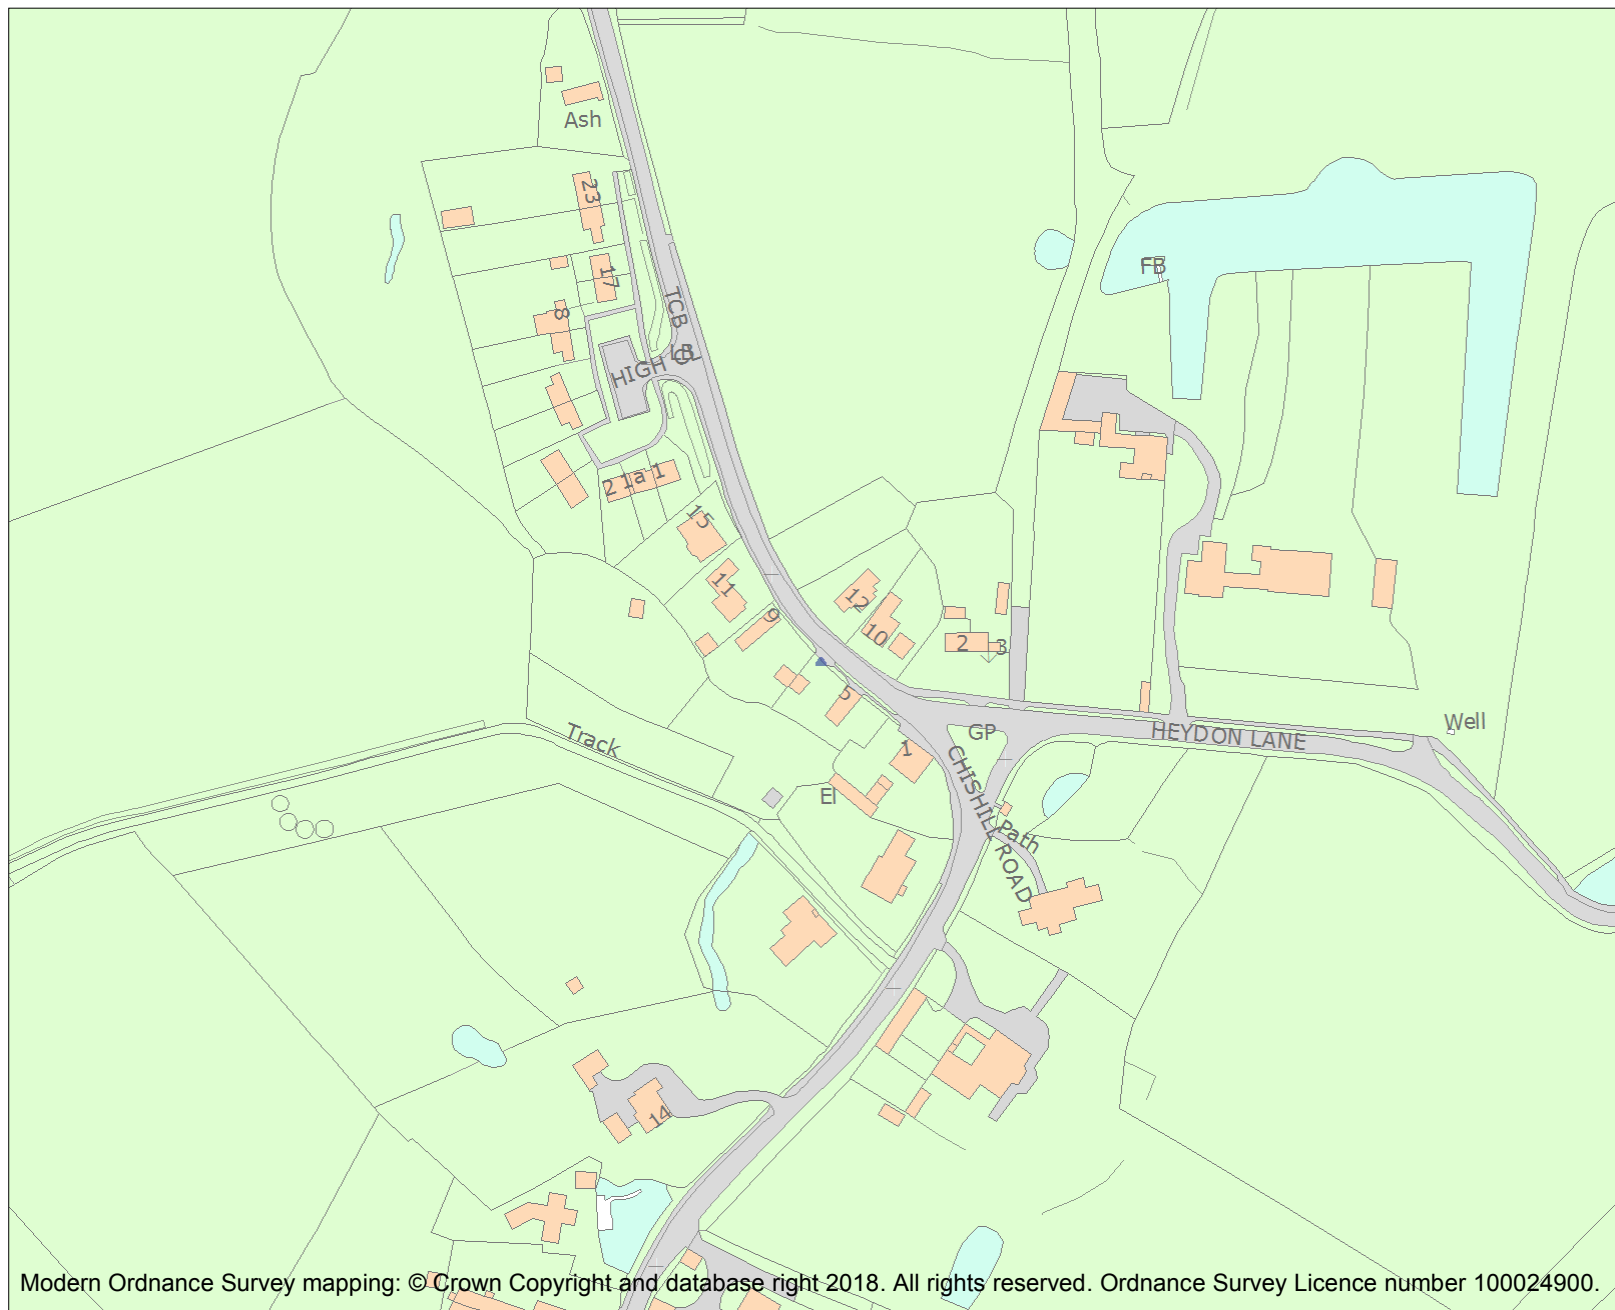 Ash
23
17
TCB
FB
8
LB
HIGH CL
2 1a 1
15
11
9
12
10
2
3
5
GP
Well
HEYDON LANE
Track
1
CHISHILL ROAD
El
Path
14
Modern Ordnance Survey mapping: © Crown Copyright and database right 2018. All rights reserved. Ordnance Survey Licence number 100024900.